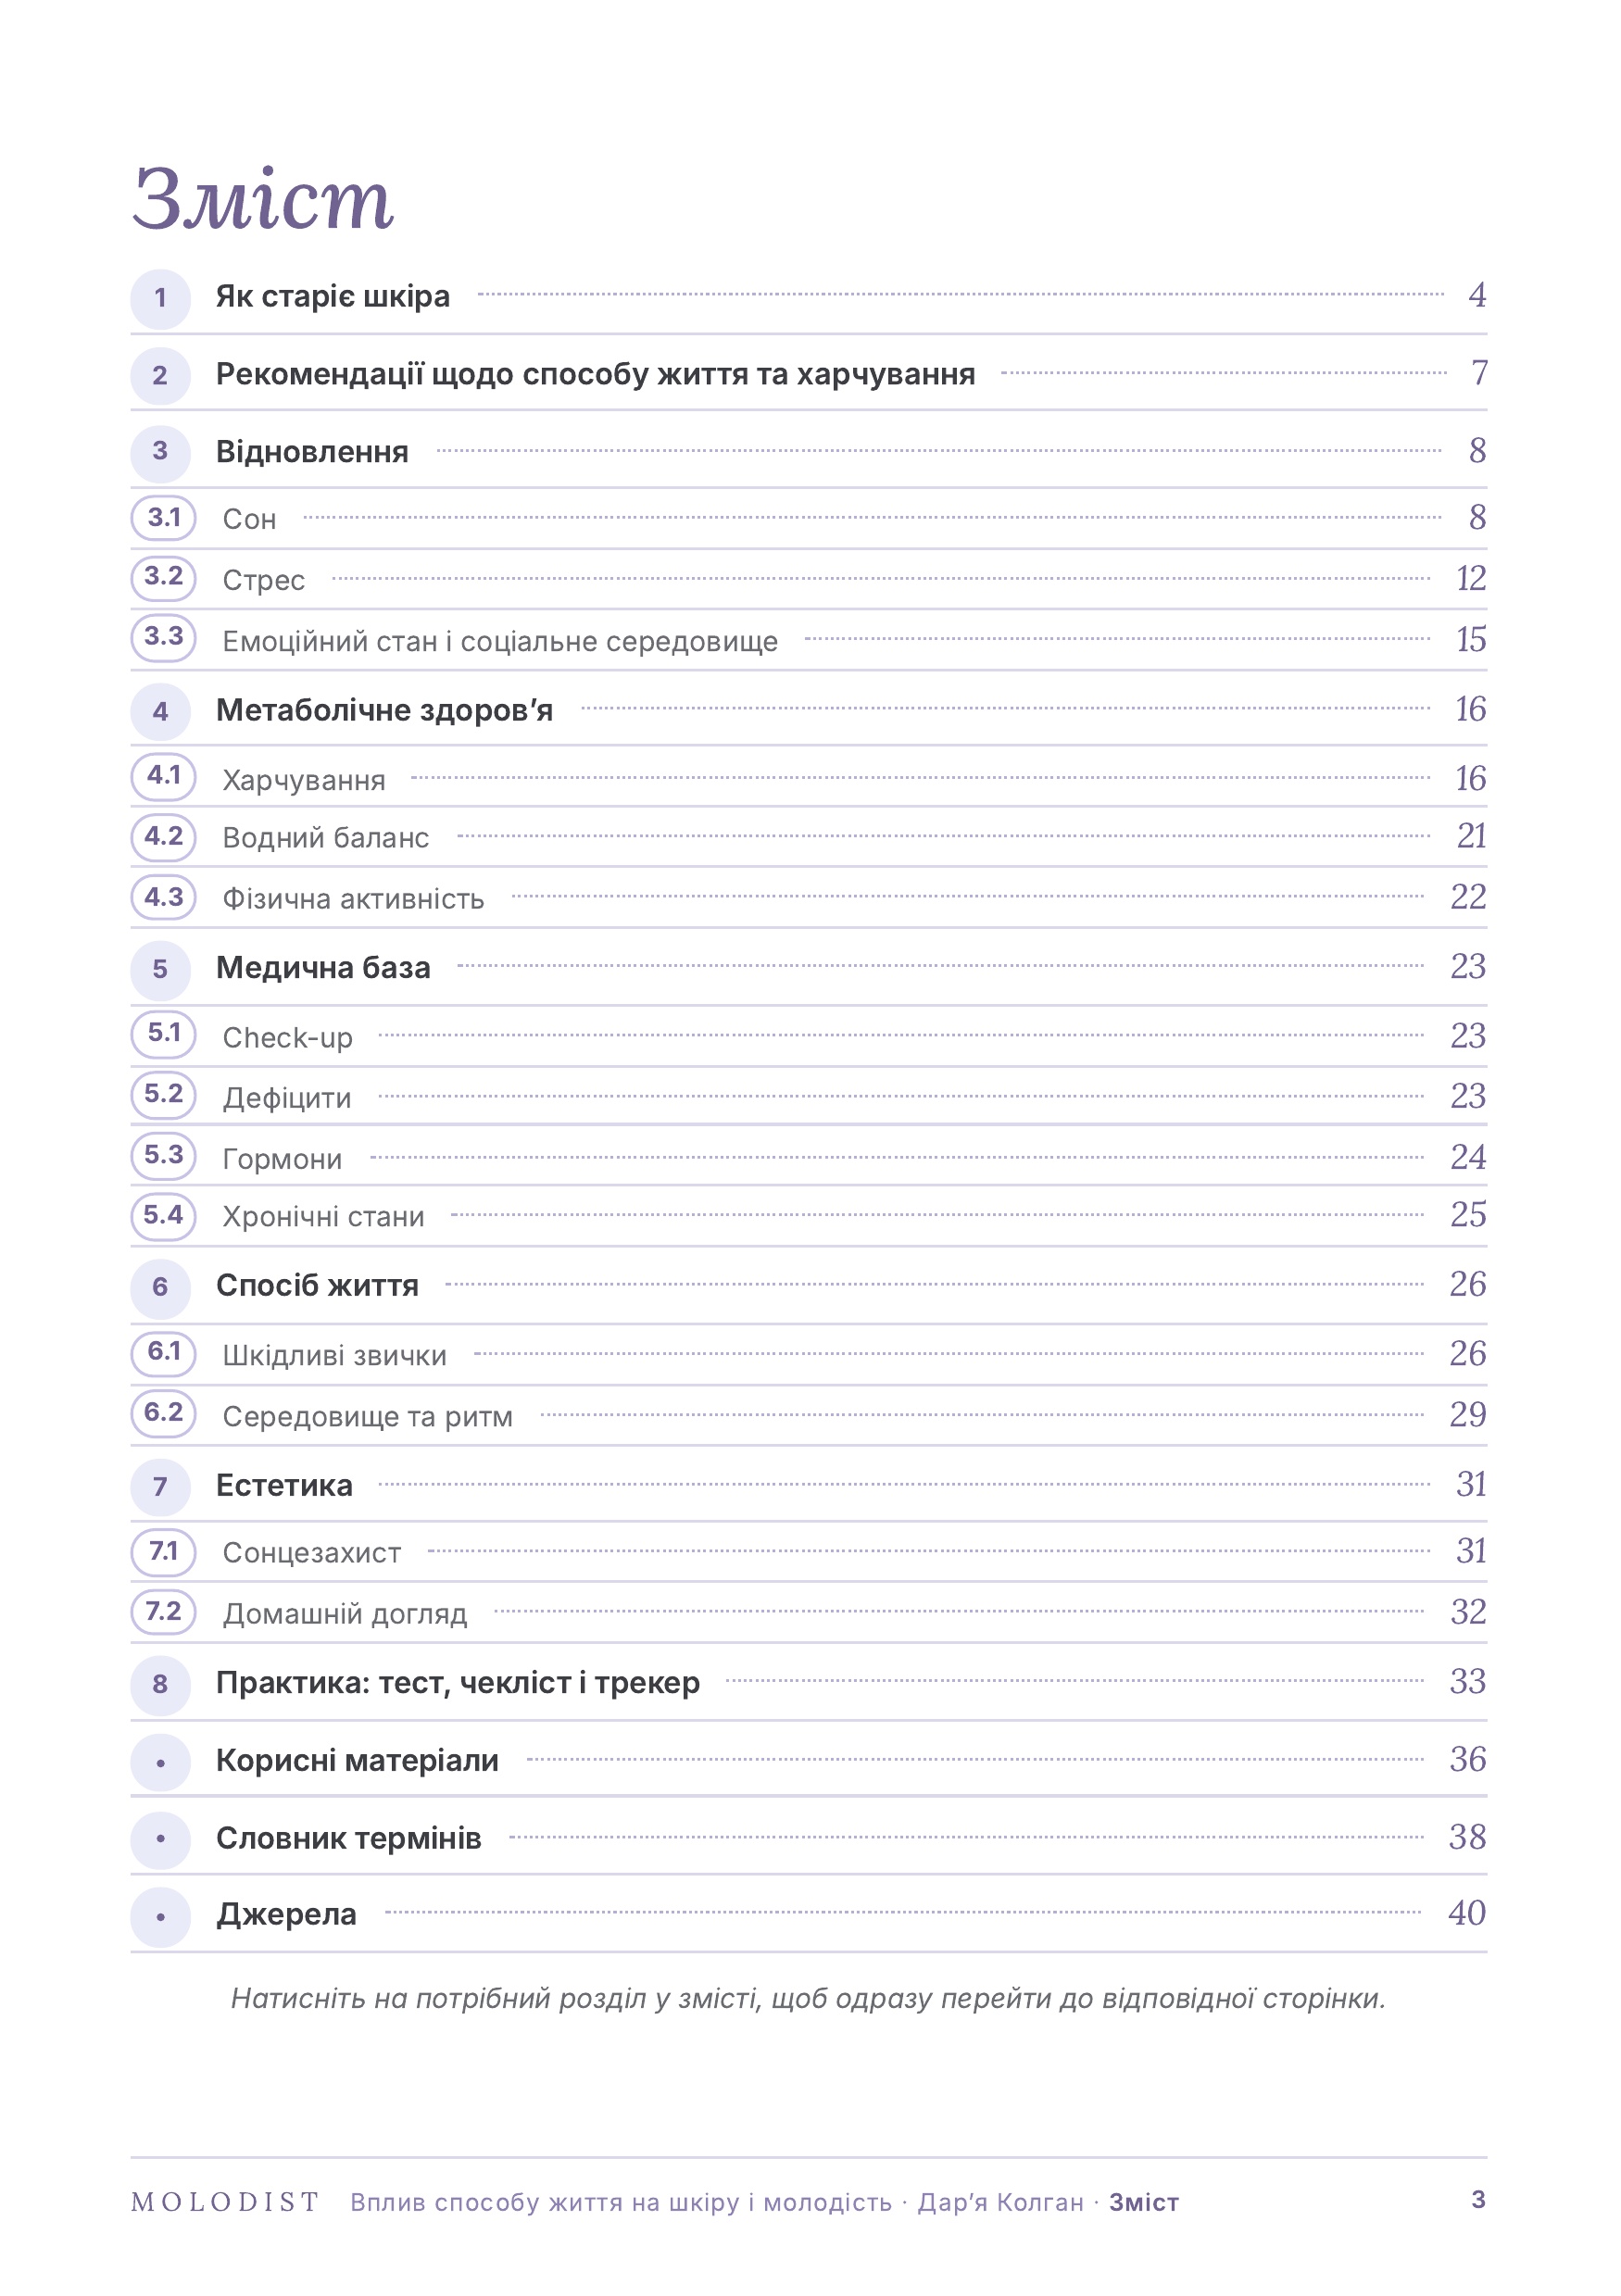 Зміст
1 Як старіє шкіра 4
2 Рекомендації щодо способу життя та харчування 7
3 Відновлення 8
3.1 Сон 8
3.2 Стрес 12
3.3 Емоційний стан і соціальне середовище 15
4 Метаболічне здоров’я 16
4.1 Харчування 16
4.2 Водний баланс 21
4.3 Фізична активність 22
5 Медична база 23
5.1 Check-up 23
5.2 Дефіцити 23
5.3 Гормони 24
5.4 Хронічні стани 25
6 Спосіб життя 26
6.1 Шкідливі звички 26
6.2 Середовище та ритм 29
7 Естетика 31
7.1 Сонцезахист 31
7.2 Домашній догляд 32
8 Практика: тест, чекліст і трекер 33
• Корисні матеріали 36
• Словник термінів 38
• Джерела 40
Натисніть на потрібний розділ у змісті, щоб одразу перейти до відповідної сторінки.
MOLODIST Вплив способу життя на шкіру і молодість · Дар’я Колган · Зміст 3